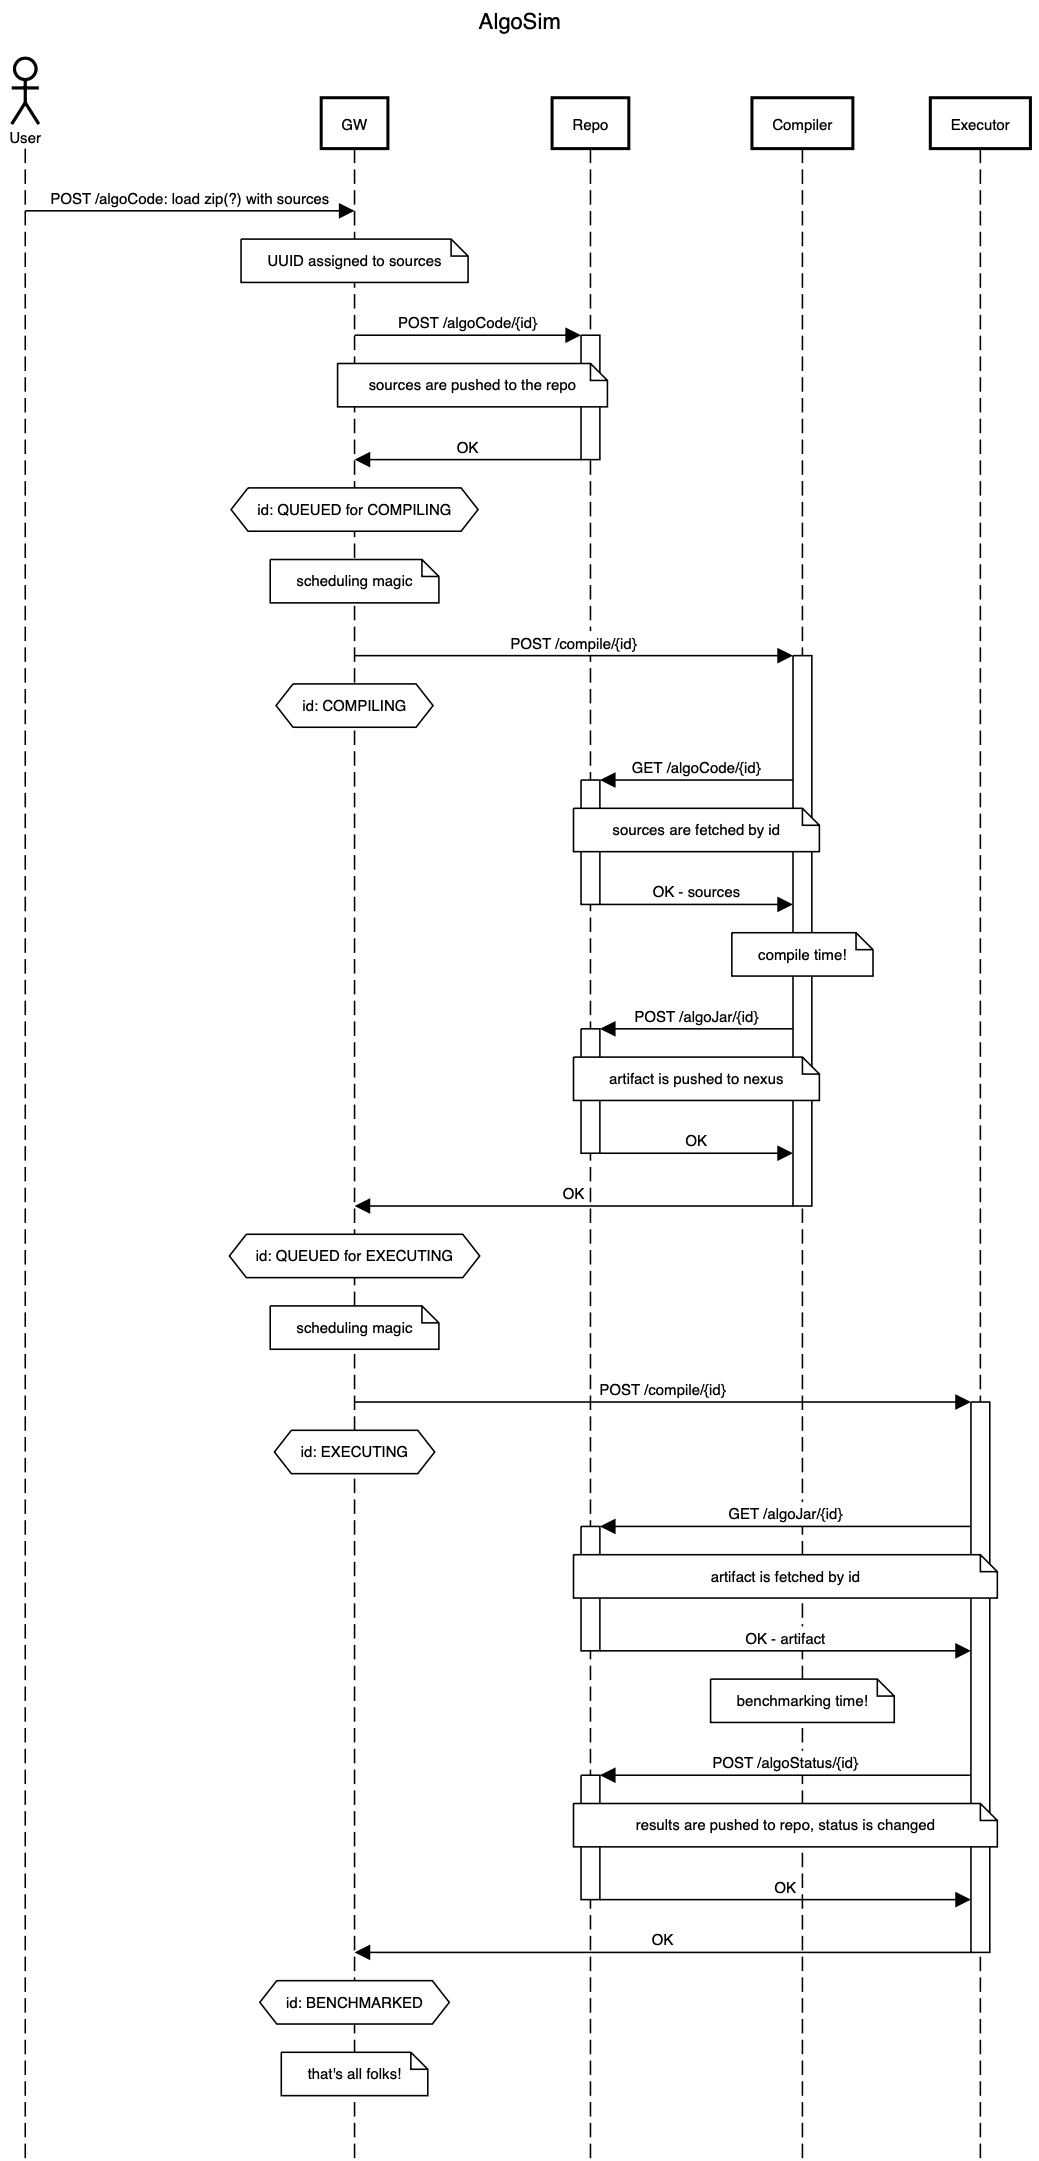 AlgoSim
User
GW
Repo
Compiler
Executor
POST /algoCode: load zip(?) with sources
UUID assigned to sources
POST /algoCode/{id}
sources are pushed to the repo
OK
id: QUEUED for COMPILING
scheduling magic
POST /compile/{id}
id: COMPILING
GET /algoCode/{id}
sources are fetched by id
OK - sources
compile time!
POST /algoJar/{id}
artifact is pushed to nexus
OK
OK
id: QUEUED for EXECUTING
scheduling magic
POST /compile/{id}
id: EXECUTING
GET /algoJar/{id}
artifact is fetched by id
OK - artifact
benchmarking time!
POST /algoStatus/{id}
results are pushed to repo, status is changed
OK
OK
id: BENCHMARKED
that's all folks!